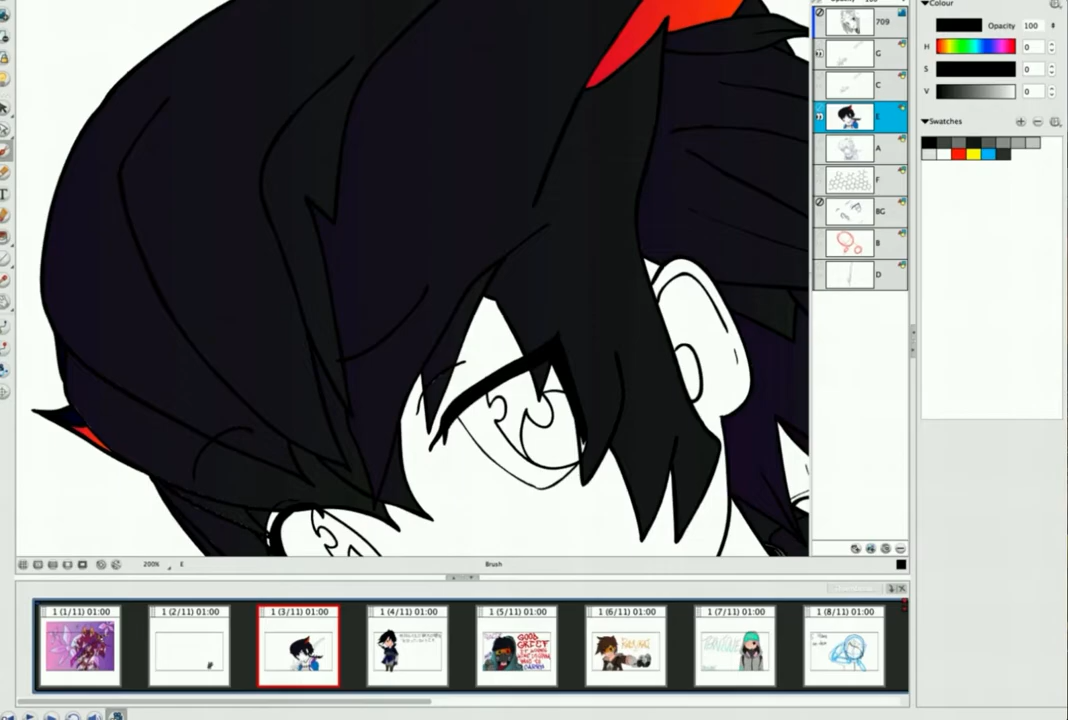 Colour
Opacity 100
H 0
S 0
V 0
Swatches
709
G
C
E
A
F
BG
B
D
T
200%
E
Brush
1 (1/11) 01:00
1 (2/11) 01:00
1 (3/11) 01:00
1 (4/11) 01:00
1 (5/11) 01:00
1 (6/11) 01:00
1 (7/11) 01:00
1 (8/11) 01:00
GOOD
GRIEF